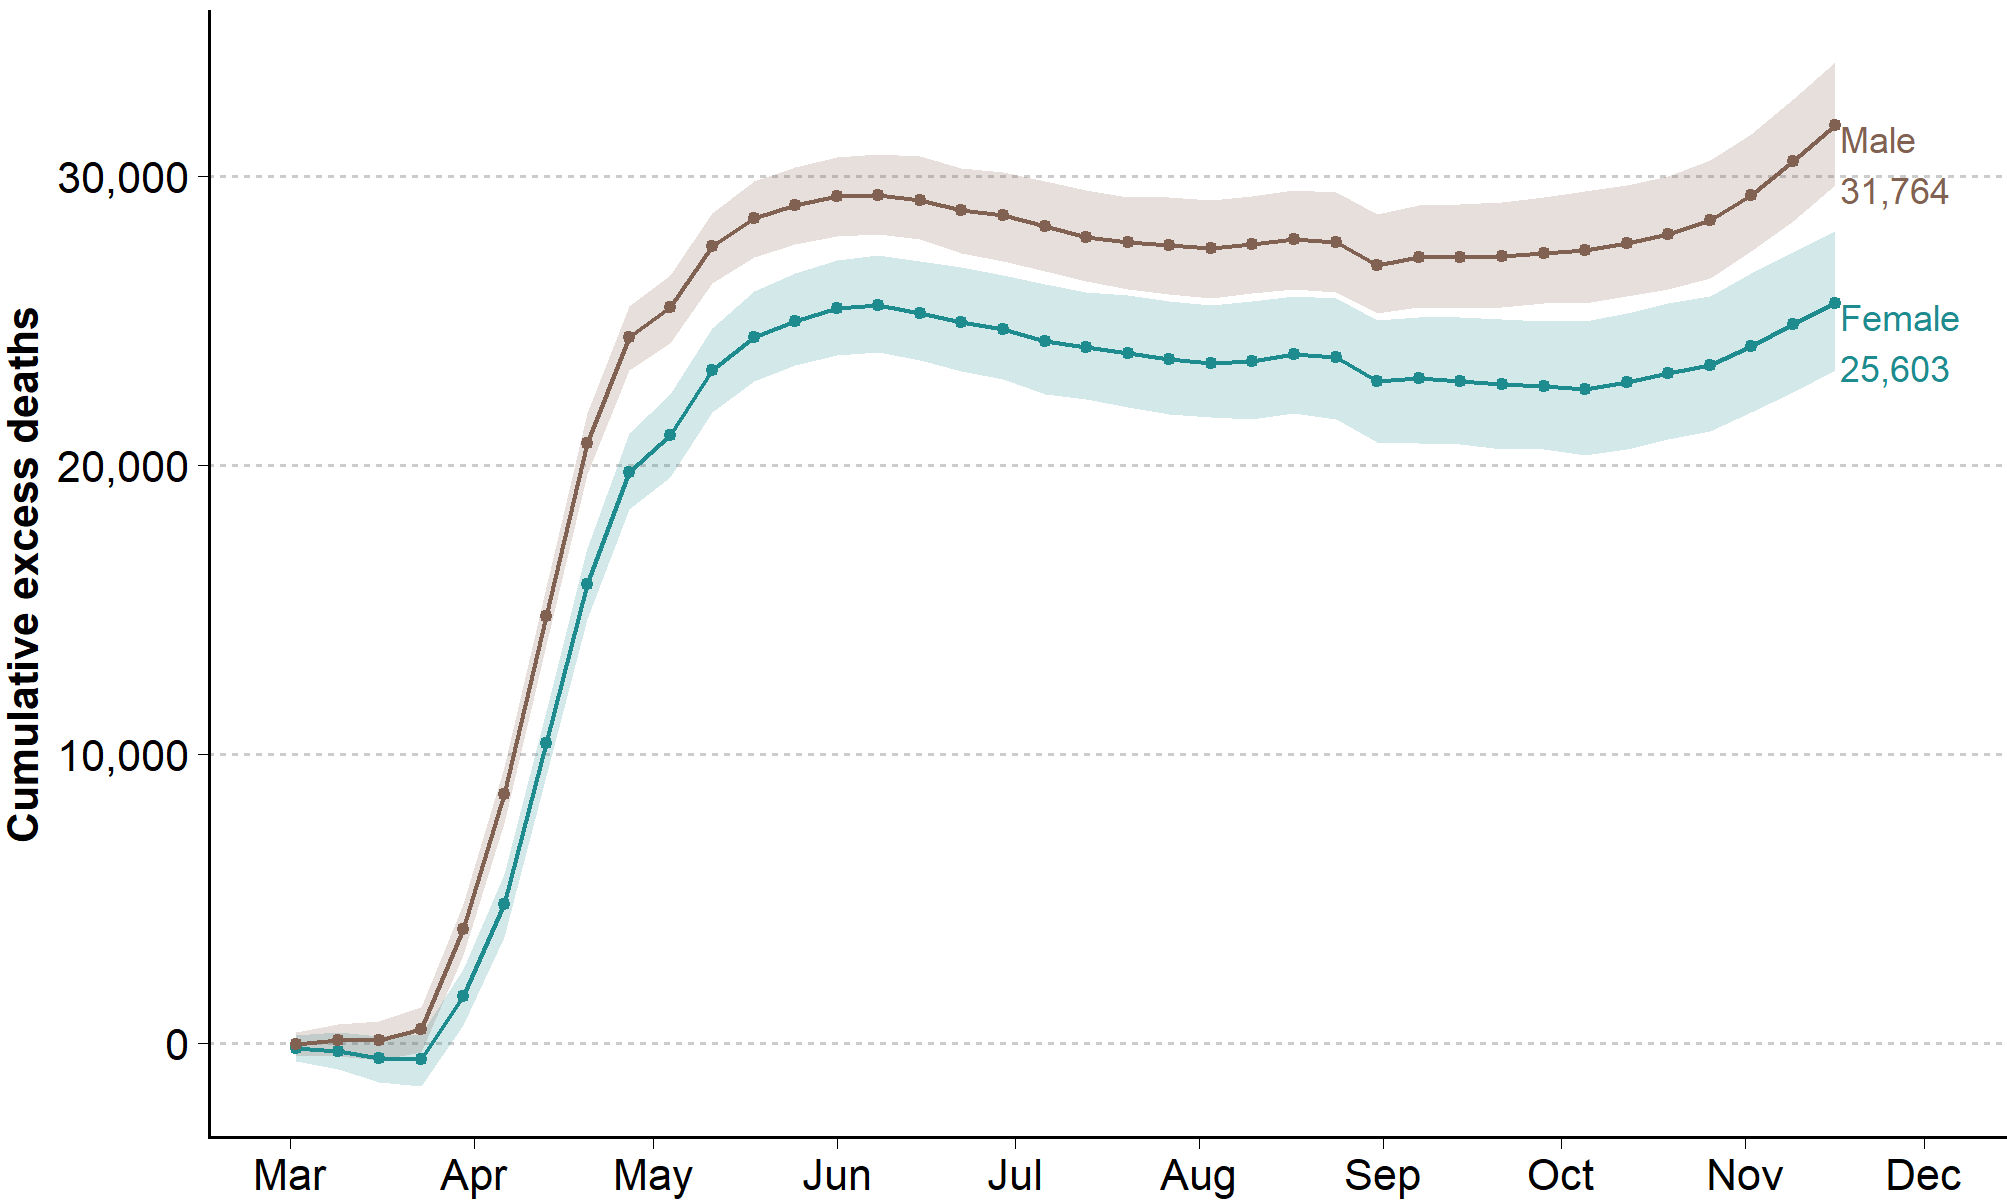 Cumulative excess deaths
30,000
20,000
10,000
0
Male
31,764
Female
25,603
Mar Apr May Jun Jul Aug Sep Oct Nov Dec